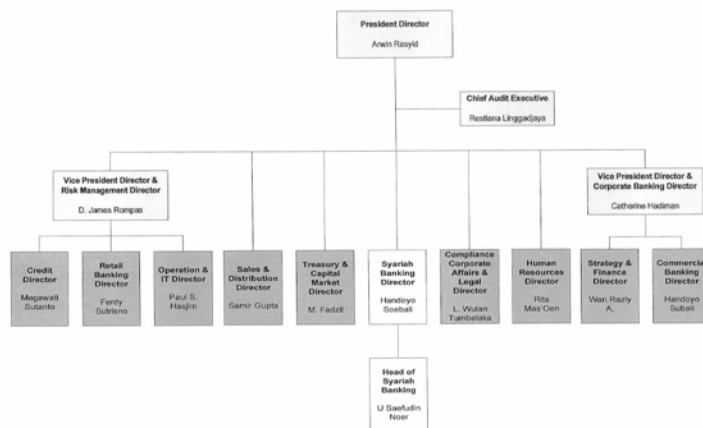 President Director
Arwin Rasyid
Chief Audit Executive
Restiana Linggadjaya
Vice President Director &
Risk Management Director
D. James Rompas
Vice President Director &
Corporate Banking Director
Catherine Hadiman
Credit
Director
Megawati
Sutanto
Retail
Banking
Director
Ferdy
Sutrisno
Operation &
IT Director
Paul S.
Hasjim
Sales &
Distribution
Director
Samir Gupta
Treasury &
Capital
Market
Director
M. Fadzil
Syariah
Banking
Director
Handoyo
Soebali
Compliance
Corporate
Affairs &
Legal Director
L. Wulan
Tumbelaka
Human
Resources
Director
Rita
Mas'Oen
Strategy &
Finance
Director
Wan Razly
A.
Commercial
Banking
Director
Handoyo
Subali
Head of
Syariah
Banking
U Saefudin
Noer